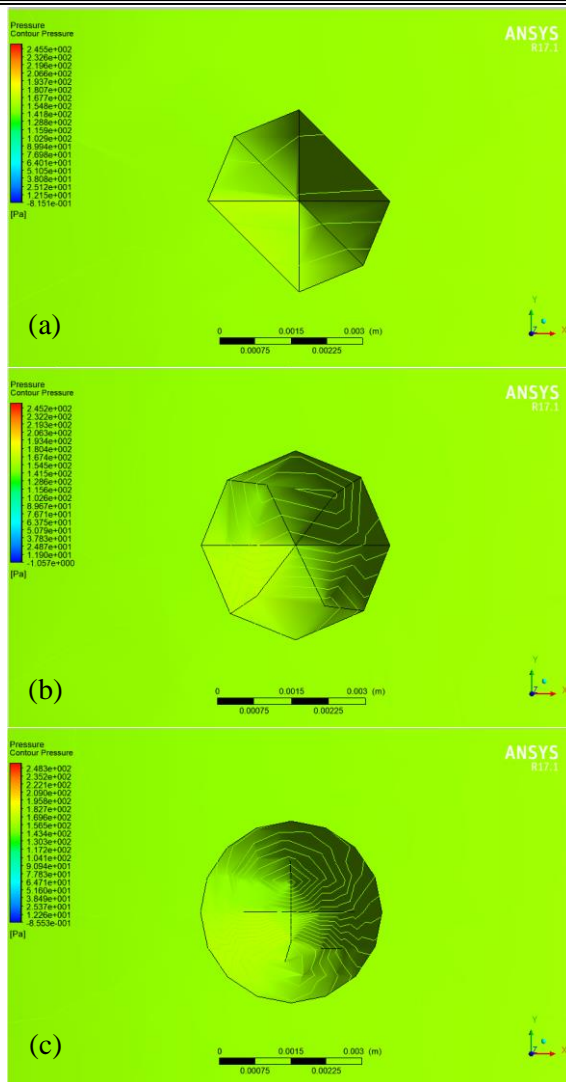 Pressure
Contour Pressure
2.455e+002
2.326e+002
2.196e+002
2.066e+002
1.937e+002
1.807e+002
1.677e+002
1.548e+002
1.418e+002
1.288e+002
1.159e+002
1.029e+002
8.994e+001
7.698e+001
6.401e+001
5.105e+001
3.808e+001
2.512e+001
1.215e+001
-8.151e-001
[Pa]
ANSYS
R17.1
(a)
0 0.0015 0.003 (m)
0.00075 0.00225
Y
X
Z
Pressure
Contour Pressure
2.452e+002
2.322e+002
2.193e+002
2.063e+002
1.934e+002
1.804e+002
1.674e+002
1.545e+002
1.415e+002
1.286e+002
1.156e+002
1.026e+002
8.967e+001
7.671e+001
6.375e+001
5.079e+001
3.783e+001
2.487e+001
1.190e+001
-1.057e+000
[Pa]
ANSYS
R17.1
(b)
0 0.0015 0.003 (m)
0.00075 0.00225
Y
X
Z
Pressure
Contour Pressure
2.483e+002
2.352e+002
2.221e+002
2.090e+002
1.958e+002
1.827e+002
1.696e+002
1.565e+002
1.434e+002
1.303e+002
1.172e+002
1.041e+002
9.094e+001
7.783e+001
6.471e+001
5.160e+001
3.849e+001
2.537e+001
1.226e+001
-8.553e-001
[Pa]
ANSYS
R17.1
(c)
0 0.0015 0.003 (m)
0.00075 0.00225
Y
X
Z